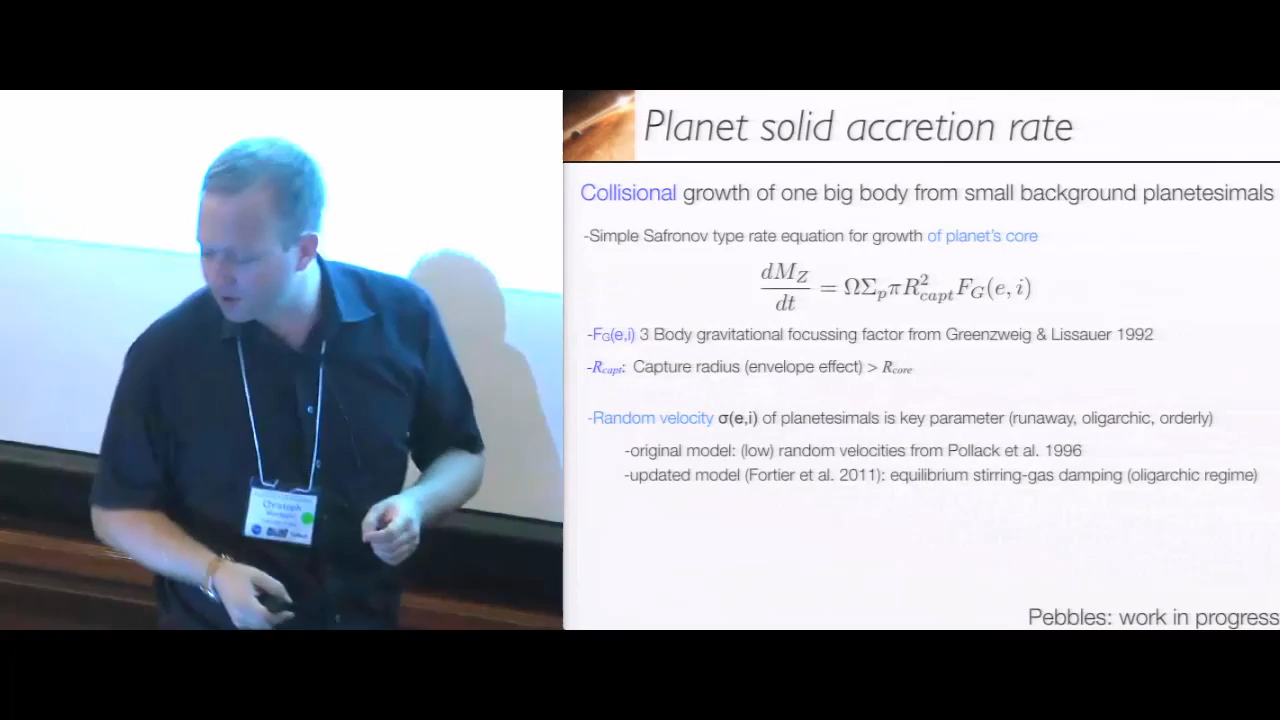 Planet solid accretion rate
Collisional growth of one big body from small background planetesimals
-Simple Safronov type rate equation for growth of planet's core
dM_Z/dt = ΩΣ_pπR²_capt F_G(e, i)
-F_G(e,i) 3 Body gravitational focussing factor from Greenzweig & Lissauer 1992
-R_capt: Capture radius (envelope effect) > R_core
-Random velocity σ(e,i) of planetesimals is key parameter (runaway, oligarchic, orderly)
-original model: (low) random velocities from Pollack et al. 1996
-updated model (Fortier et al. 2011): equilibrium stirring-gas damping (oligarchic regime)
Pebbles: work in progress
Christoph